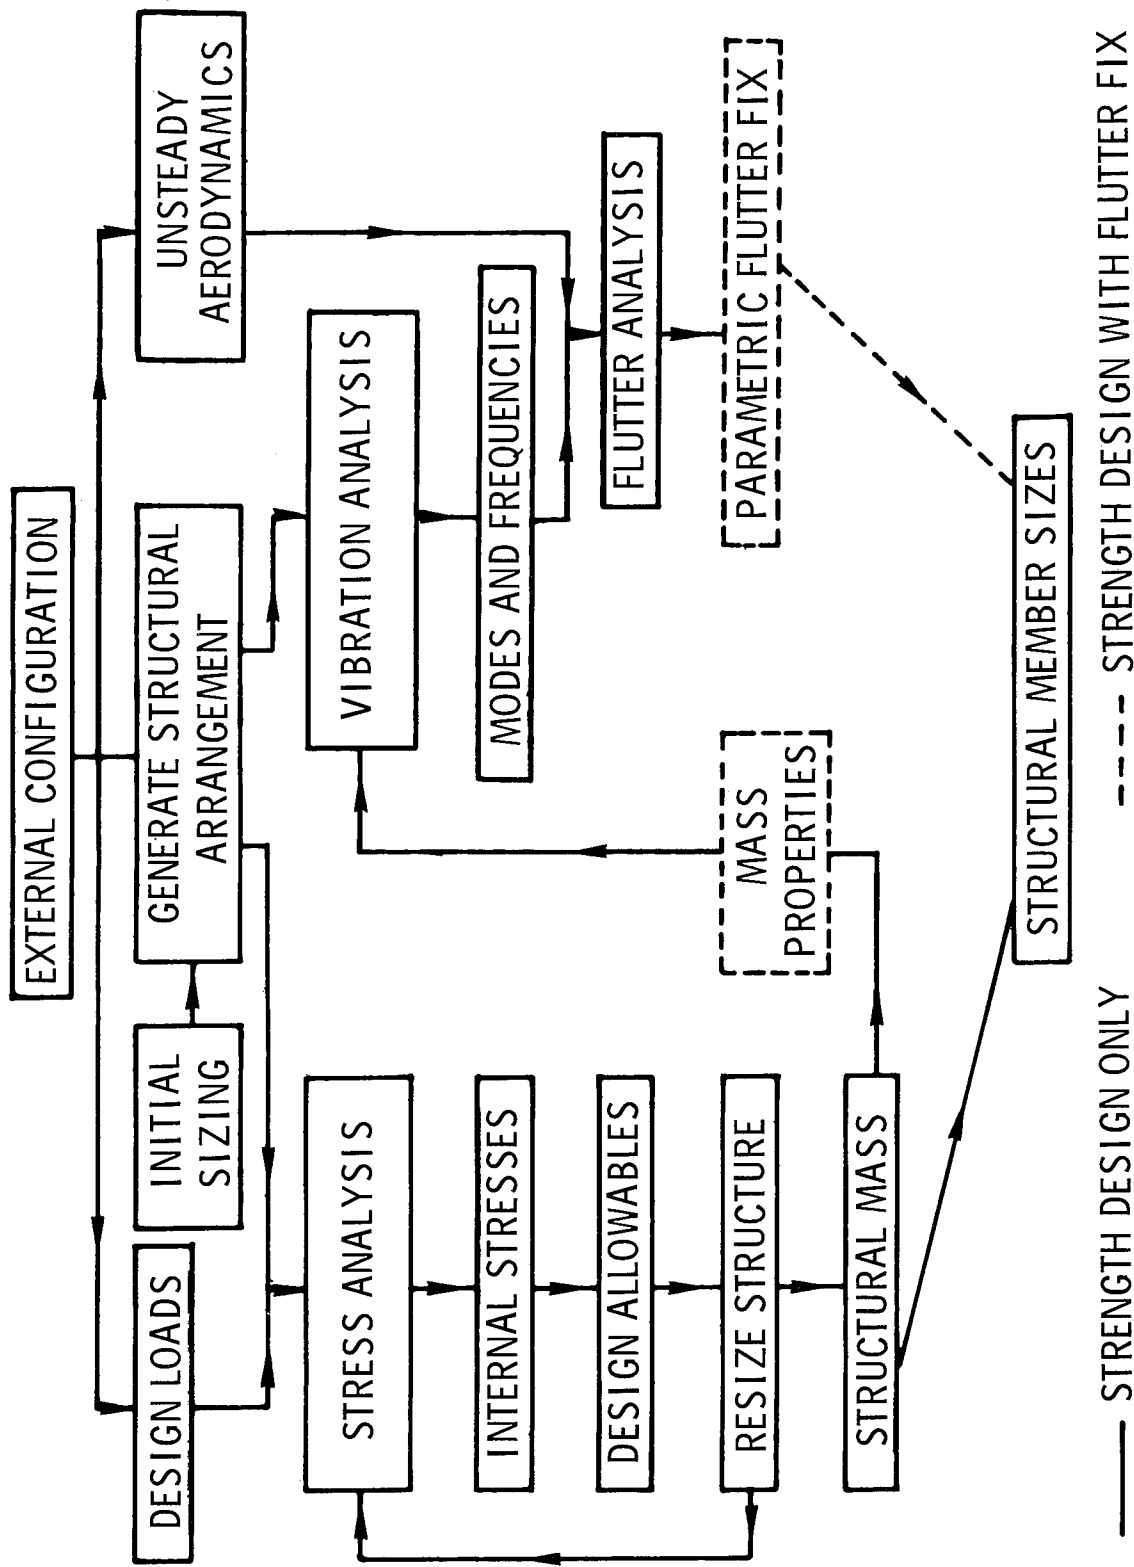 EXTERNAL CONFIGURATION
DESIGN LOADS
INITIAL
SIZING
GENERATE STRUCTURAL
ARRANGEMENT
UNSTEADY
AERODYNAMICS
STRESS ANALYSIS
VIBRATION ANALYSIS
INTERNAL STRESSES
MODES AND FREQUENCIES
DESIGN ALLOWABLES
FLUTTER ANALYSIS
RESIZE STRUCTURE
MASS
PROPERTIES
PARAMETRIC FLUTTER FIX
STRUCTURAL MASS
STRUCTURAL MEMBER SIZES
STRENGTH DESIGN ONLY
STRENGTH DESIGN WITH FLUTTER FIX